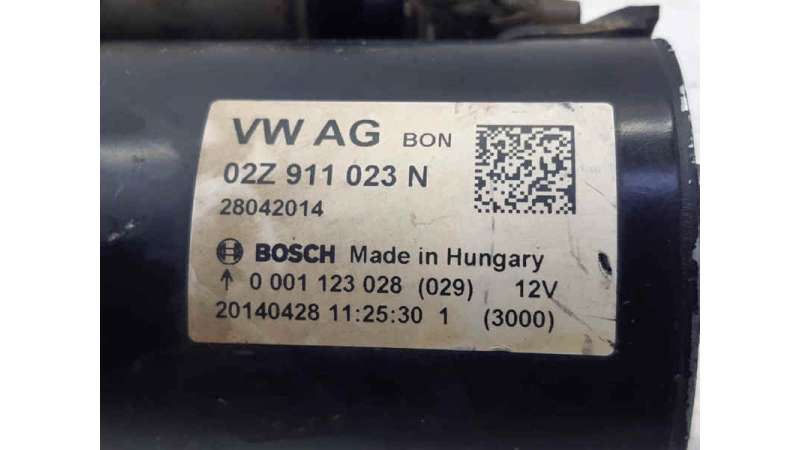 VW AG BON
02Z 911 023 N
28042014
BOSCH Made in Hungary
↑ 0 001 123 028 (029) 12V
20140428 11:25:30 1 (3000)